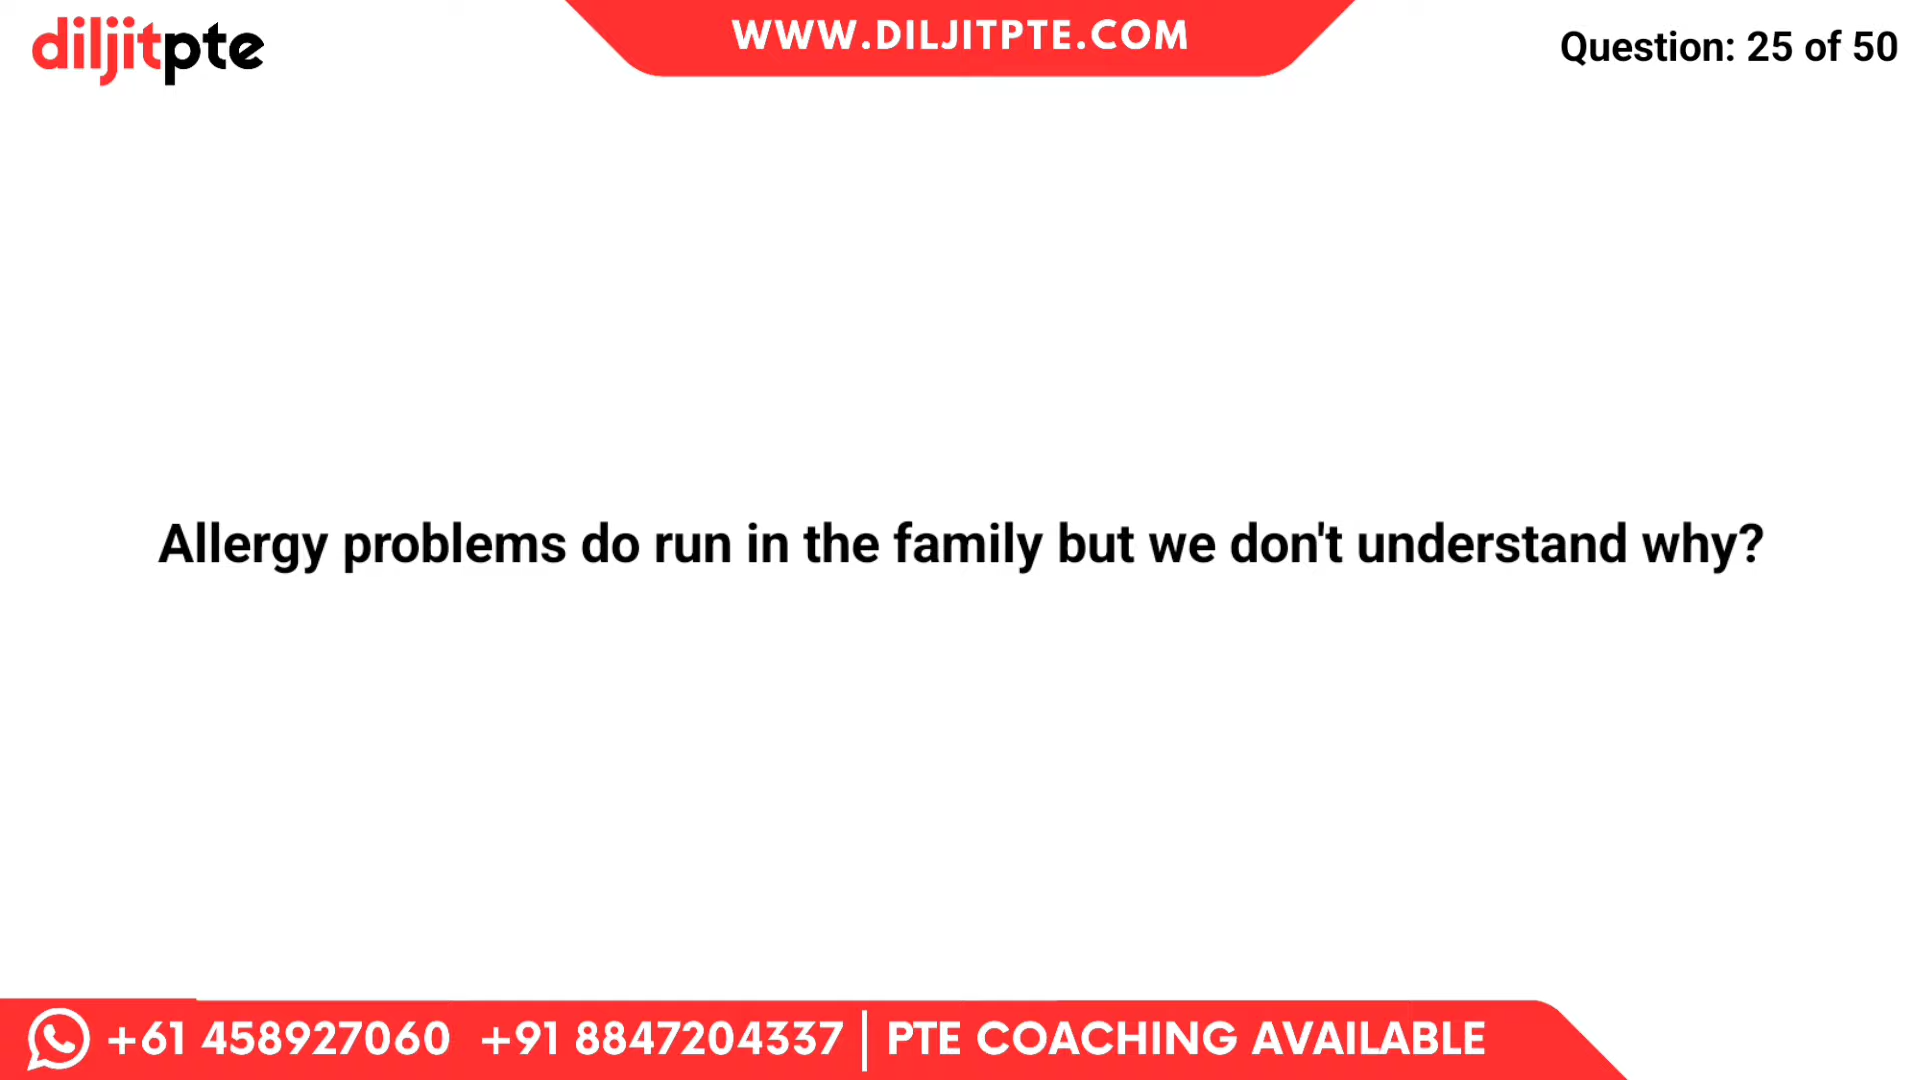 diljitpte
WWW.DILJITPTE.COM
Question: 25 of 50
Allergy problems do run in the family but we don't understand why?
+61 458927060 +91 8847204337 | PTE COACHING AVAILABLE